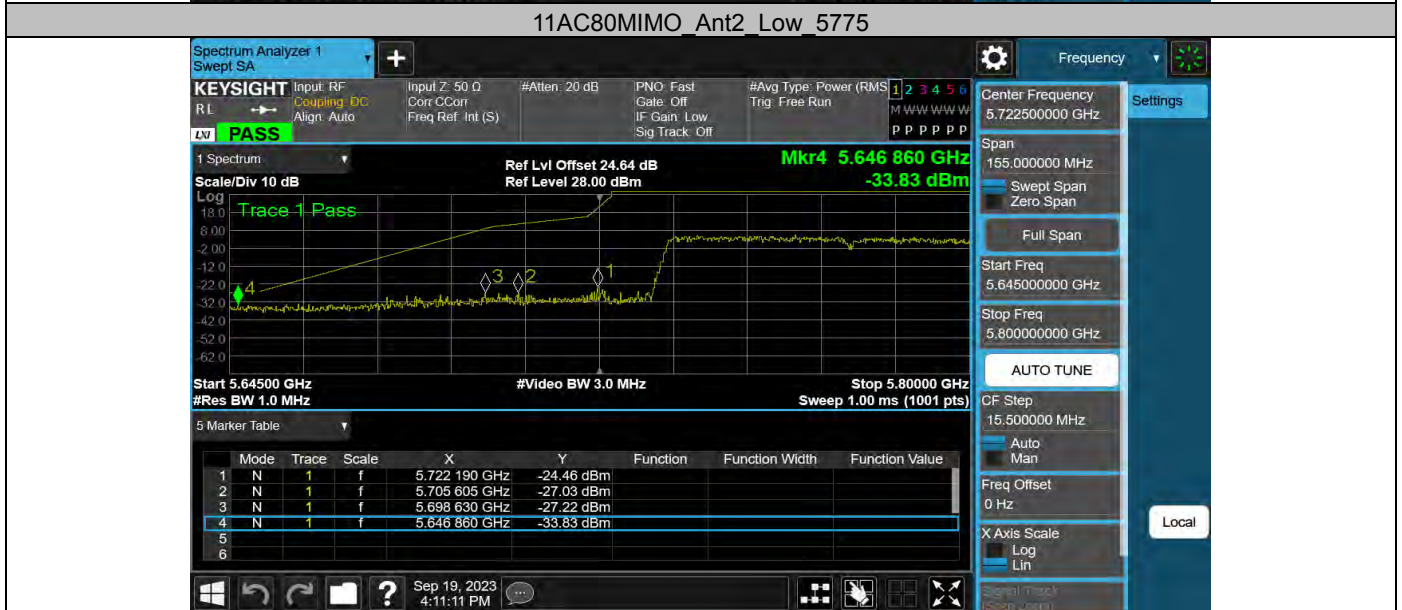 11AC80MIMO_Ant2_Low_5775
Spectrum Analyzer 1
Swept SA
+
Frequency
KEYSIGHT
RL
LXI
PASS
Input: RF
Coupling: DC
Align: Auto
Input Z: 50 Ω
Corr CCorr
Freq Ref: Int (S)
#Atten: 20 dB
PNO: Fast
Gate: Off
IF Gain: Low
Sig Track: Off
#Avg Type: Power (RMS
Trig: Free Run
1 2 3 4 5 6
M W W W W W
P P P P P P
1 Spectrum
Scale/Div 10 dB
Ref Lvl Offset 24.64 dB
Ref Level 28.00 dBm
Mkr4 5.646 860 GHz
-33.83 dBm
Log
Trace 1 Pass
18.0
8.00
-2.00
-12.0
-22.0
-32.0
-42.0
-52.0
-62.0
4
3
2
1
Start 5.64500 GHz
#Video BW 3.0 MHz
Stop 5.80000 GHz
#Res BW 1.0 MHz
Sweep 1.00 ms (1001 pts)
5 Marker Table
Mode Trace Scale X Y Function Function Width Function Value
1 N 1 f 5.722 190 GHz -24.46 dBm
2 N 1 f 5.705 605 GHz -27.03 dBm
3 N 1 f 5.698 630 GHz -27.22 dBm
4 N 1 f 5.646 860 GHz -33.83 dBm
5
6
?
Sep 19, 2023
4:11:11 PM
Center Frequency
5.722500000 GHz
Span
155.000000 MHz
Swept Span
Zero Span
Full Span
Start Freq
5.645000000 GHz
Stop Freq
5.800000000 GHz
AUTO TUNE
CF Step
15.500000 MHz
Auto
Man
Freq Offset
0 Hz
X Axis Scale
Log
Lin
Signal Track
Settings
Local